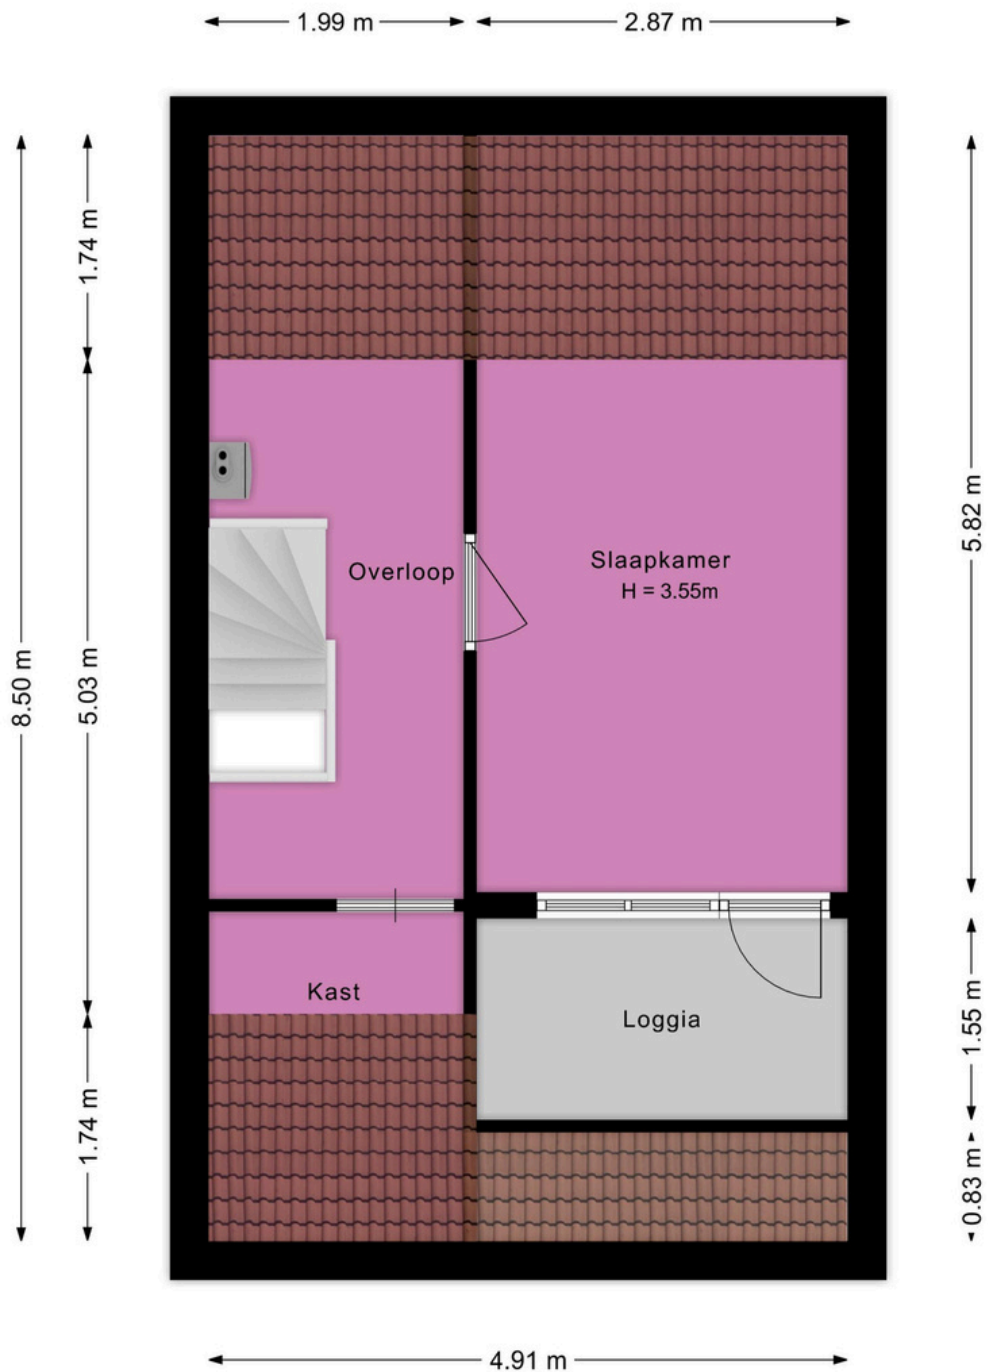 1.99 m
2.87 m
1.74 m
5.82 m
Overloop
Slaapkamer
H = 3.55m
8.50 m
5.03 m
Kast
Loggia
1.55 m
1.74 m
0.83 m
4.91 m